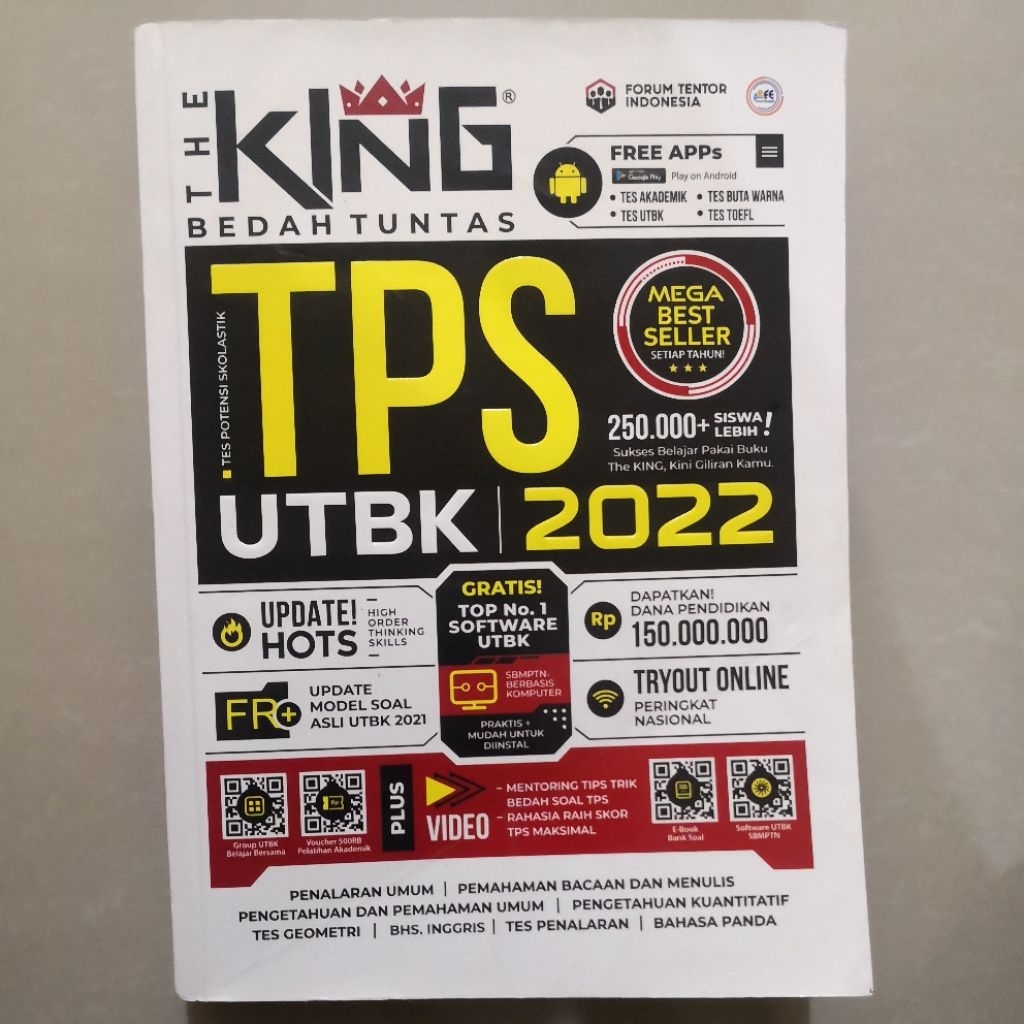 THE
KING®
BEDAH TUNTAS
FORUM TENTOR
INDONESIA
FREE APPs
Google Play
Play on Android
• TES AKADEMIK
• TES BUTA WARNA
• TES UTBK
• TES TOEFL
TES POTENSI SKOLASTIK
TPS
MEGA
BEST
SELLER
SETIAP TAHUN!
250.000+ SISWA LEBIH!
Sukses Belajar Pakai Buku
The KING, Kini Giliran Kamu.
UTBK | 2022
UPDATE!
HOTS
HIGH
ORDER
THINKING
SKILLS
FR+
UPDATE
MODEL SOAL
ASLI UTBK 2021
GRATIS!
TOP No. 1
SOFTWARE
UTBK
SBMPTN
BERBASIS
KOMPUTER
PRAKTIS +
MUDAH UNTUK
DIINSTAL
Rp
DAPATKAN!
DANA PENDIDIKAN
150.000.000
TRYOUT ONLINE
PERINGKAT
NASIONAL
Group UTBK
Belajar Bersama
Voucher 500RB
Pelatihan Akademik
PLUS
VIDEO
- MENTORING TIPS TRIK
BEDAH SOAL TPS
- RAHASIA RAIH SKOR
TPS MAKSIMAL
E-Book
Bank Soal
Software UTBK
SBMPTN
PENALARAN UMUM | PEMAHAMAN BACAAN DAN MENULIS
PENGETAHUAN DAN PEMAHAMAN UMUM | PENGETAHUAN KUANTITATIF
TES GEOMETRI | BHS. INGGRIS | TES PENALARAN | BAHASA PANDA